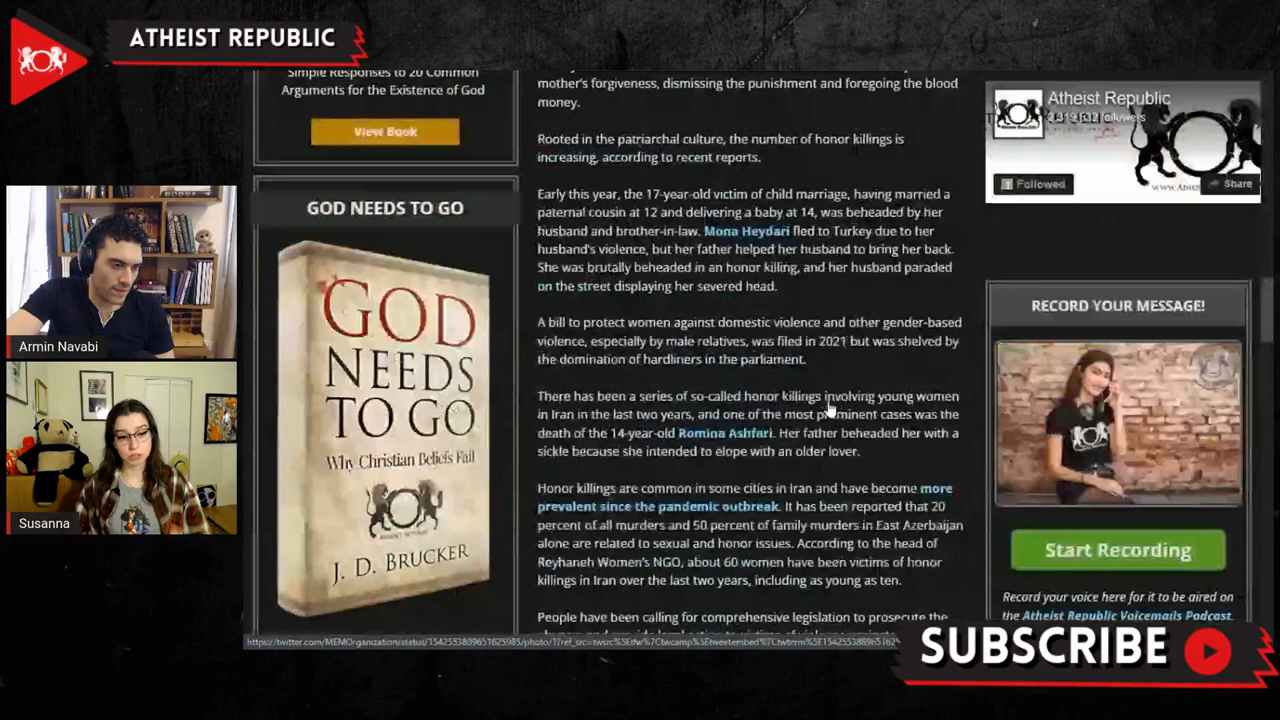 ATHEIST REPUBLIC
Simple Responses to 20 Common
Arguments for the Existence of God
View Book
GOD NEEDS TO GO
GOD
NEEDS
TO GO
Why Christian Beliefs Fail
J. D. BRUCKER
mother's forgiveness, dismissing the punishment and foregoing the blood
money.
Rooted in the patriarchal culture, the number of honor killings is
increasing, according to recent reports.
Early this year, the 17-year-old victim of child marriage, having married a
paternal cousin at 12 and delivering a baby at 14, was beheaded by her
husband and brother-in-law. Mona Heydari fled to Turkey due to her
husband's violence, but her father helped her husband to bring her back.
She was brutally beheaded in an honor killing, and her husband paraded
on the street displaying her severed head.
A bill to protect women against domestic violence and other gender-based
violence, especially by male relatives, was filed in 2021 but was shelved by
the domination of hardliners in the parliament.
There has been a series of so-called honor killings involving young women
in Iran in the last two years, and one of the most prominent cases was the
death of the 14-year-old Romina Ashfari. Her father beheaded her with a
sickle because she intended to elope with an older lover.
Honor killings are common in some cities in Iran and have become more
prevalent since the pandemic outbreak. It has been reported that 20
percent of all murders and 50 percent of family murders in East Azerbaijan
alone are related to sexual and honor issues. According to the head of
Reyhaneh Women's NGO, about 60 women have been victims of honor
killings in Iran over the last two years, including as young as ten.
People have been calling for comprehensive legislation to prosecute the
Atheist Republic
followers
Followed
Share
RECORD YOUR MESSAGE!
Start Recording
Record your voice here for it to be aired on
the Atheist Republic Voicemails Podcast.
Armin Navabi
Susanna
SUBSCRIBE